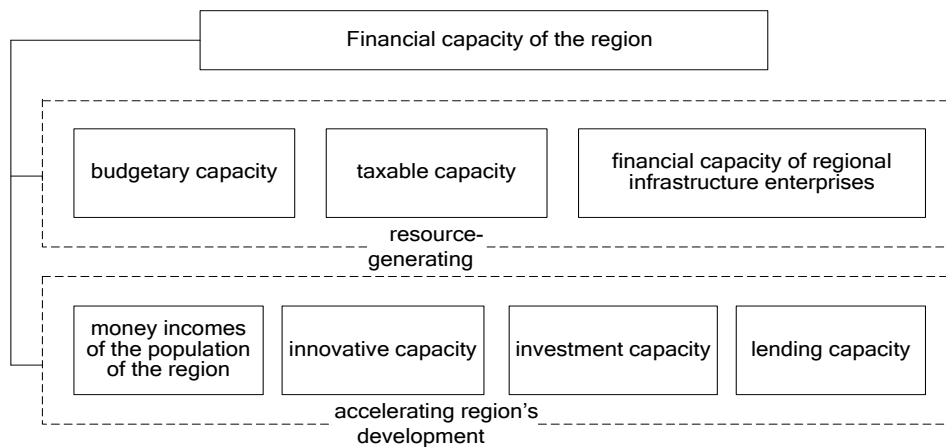 Financial capacity of the region
budgetary capacity
taxable capacity
financial capacity of regional
infrastructure enterprises
resource-
generating
money incomes
of the population
of the region
innovative capacity
investment capacity
lending capacity
accelerating region's
development